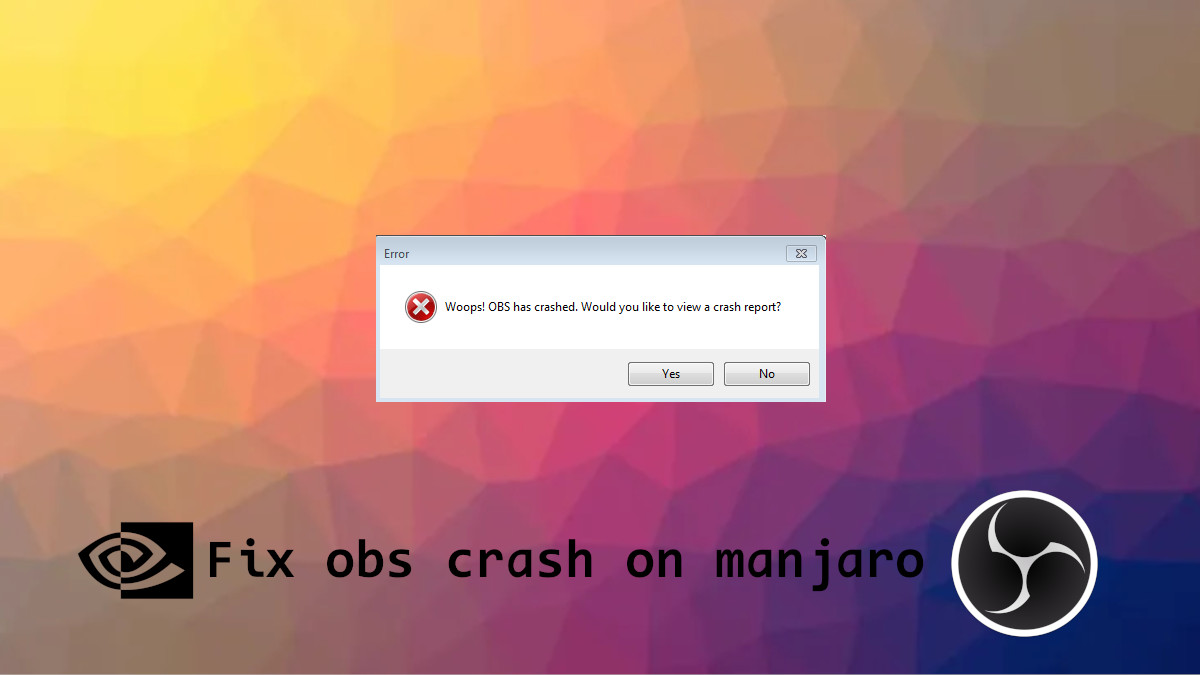 Error
Woops! OBS has crashed. Would you like to view a crash report?
Yes No
Fix obs crash on manjaro